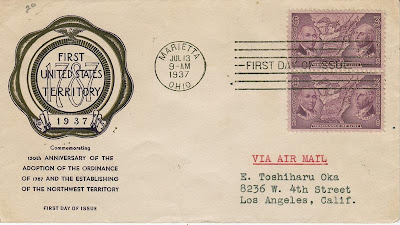 20
FIRST
UNITED STATES
TERRITORY
1787
1937
Commemorating
150th ANNIVERSARY OF THE
ADOPTION OF THE ORDINANCE
OF 1787 AND THE ESTABLISHING
OF THE NORTHWEST TERRITORY
FIRST DAY OF ISSUE
MARIETTA
JUL 13
9-AM
1937
OHIO
FIRST DAY OF ISSUE
VIA AIR MAIL
E. Toshiharu Oka
8236 W. 4th Street
Los Angeles, Calif.